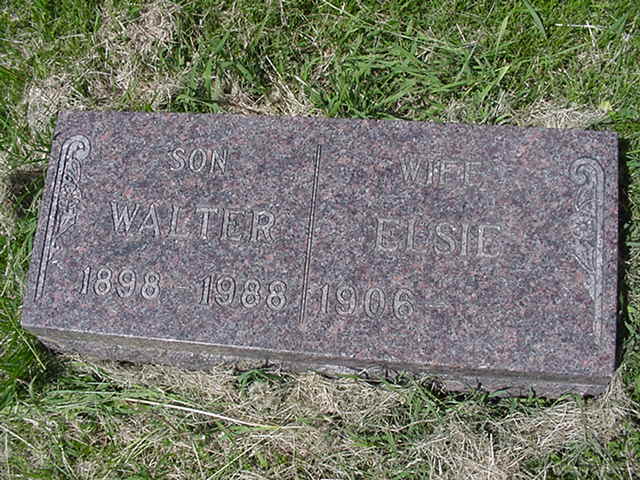 SON
WALTER
1898 - 1988
WIFE
ELSIE
1906 -